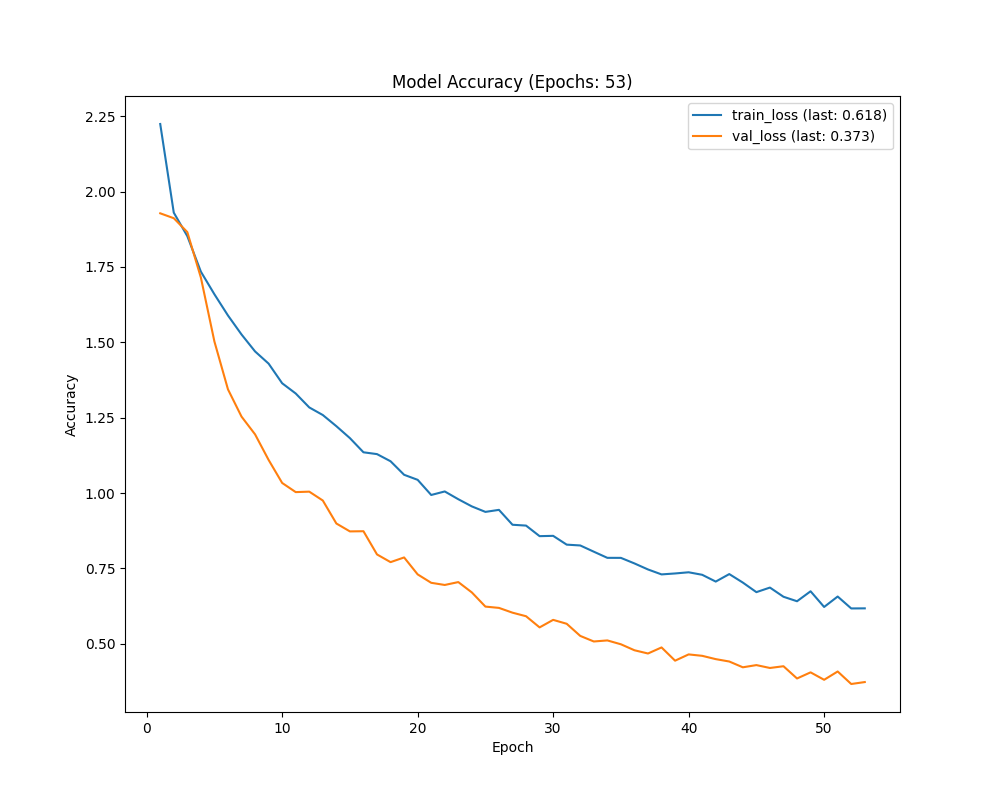 Model Accuracy (Epochs: 53)
train_loss (last: 0.618)
val_loss (last: 0.373)
Accuracy
2.25
2.00
1.75
1.50
1.25
1.00
0.75
0.50
0 10 20 30 40 50
Epoch